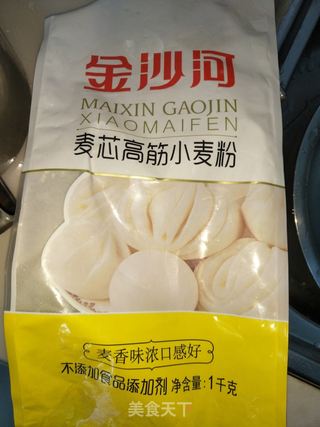 金沙河
MAIXIN GAOJIN
XIAOMAIFEN
麦芯高筋小麦粉
麦香味浓口感好
不添加食品添加剂 净含量:1千克
美食天下